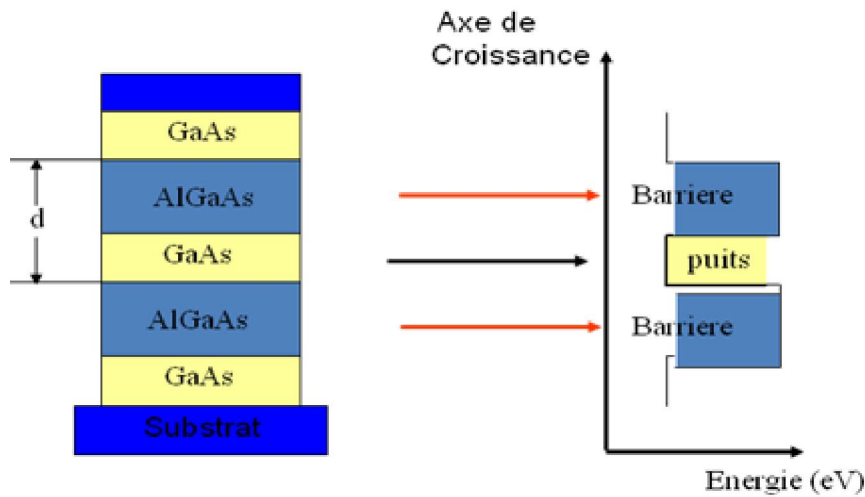 Axe de
Croissance
GaAs
AlGaAs
d
GaAs
AlGaAs
GaAs
Substrat
Barriere
puits
Barriere
Energie (eV)